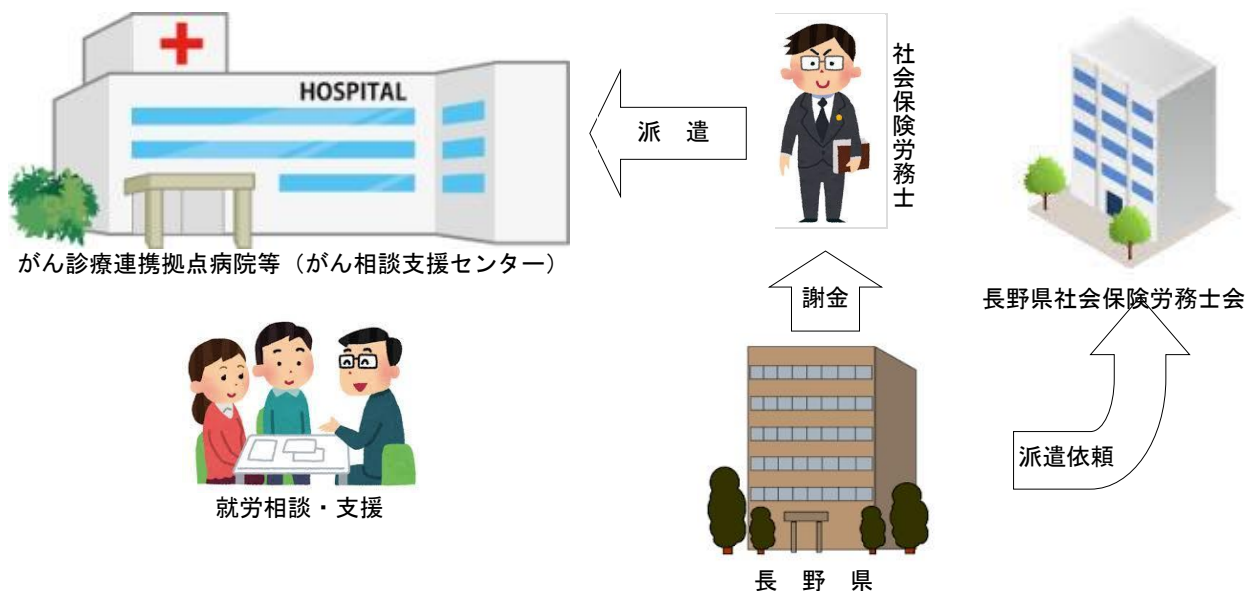 HOSPITAL
派遣
社会保険労務士
がん診療連携拠点病院等（がん相談支援センター）
謝金
長野県社会保険労務士会
派遣依頼
就労相談・支援
長野県